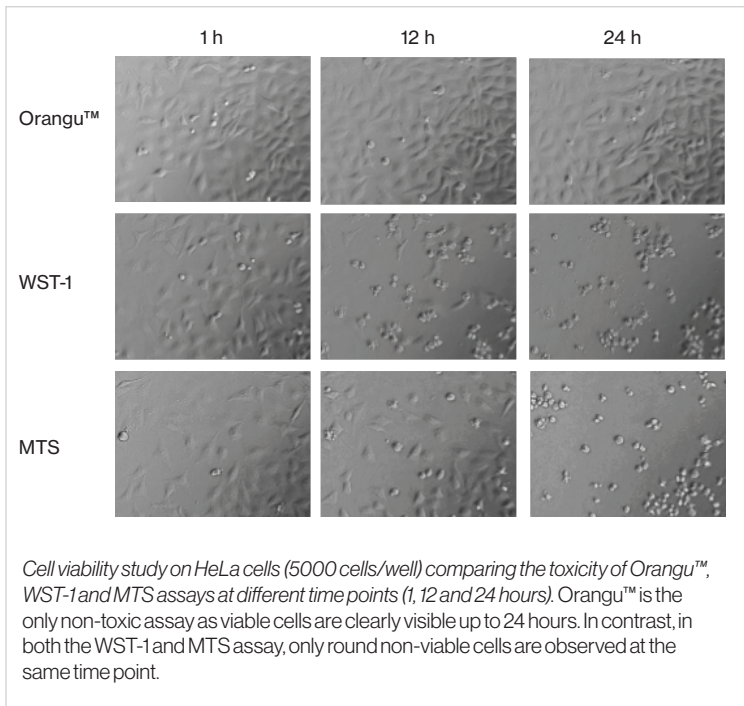 1 h 12 h 24 h
Orangu™
WST-1
MTS
Cell viability study on HeLa cells (5000 cells/well) comparing the toxicity of Orangu™,
WST-1 and MTS assays at different time points (1, 12 and 24 hours). Orangu™ is the
only non-toxic assay as viable cells are clearly visible up to 24 hours. In contrast, in
both the WST-1 and MTS assay, only round non-viable cells are observed at the
same time point.